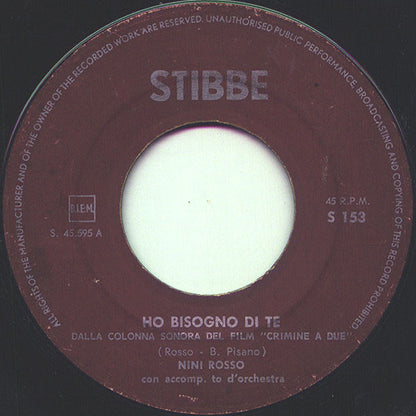 ALL RIGHTS OF THE MANUFACTURER AND OF THE OWNER OF THE RECORDED WORK RESERVED. UNAUTHORISED PUBLIC PERFORMANCE, BROADCASTING AND COPYING OF THIS RECORD PROHIBITED.
STIBBE
B.I.E.M.
S. 45.595 A
45 R.P.M.
S 153
HO BISOGNO DI TE
DALLA COLONNA SONORA DEL FILM "CRIMINE A DUE"
(Rosso - B. Pisano)
NINI ROSSO
con accomp. to d'orchestra